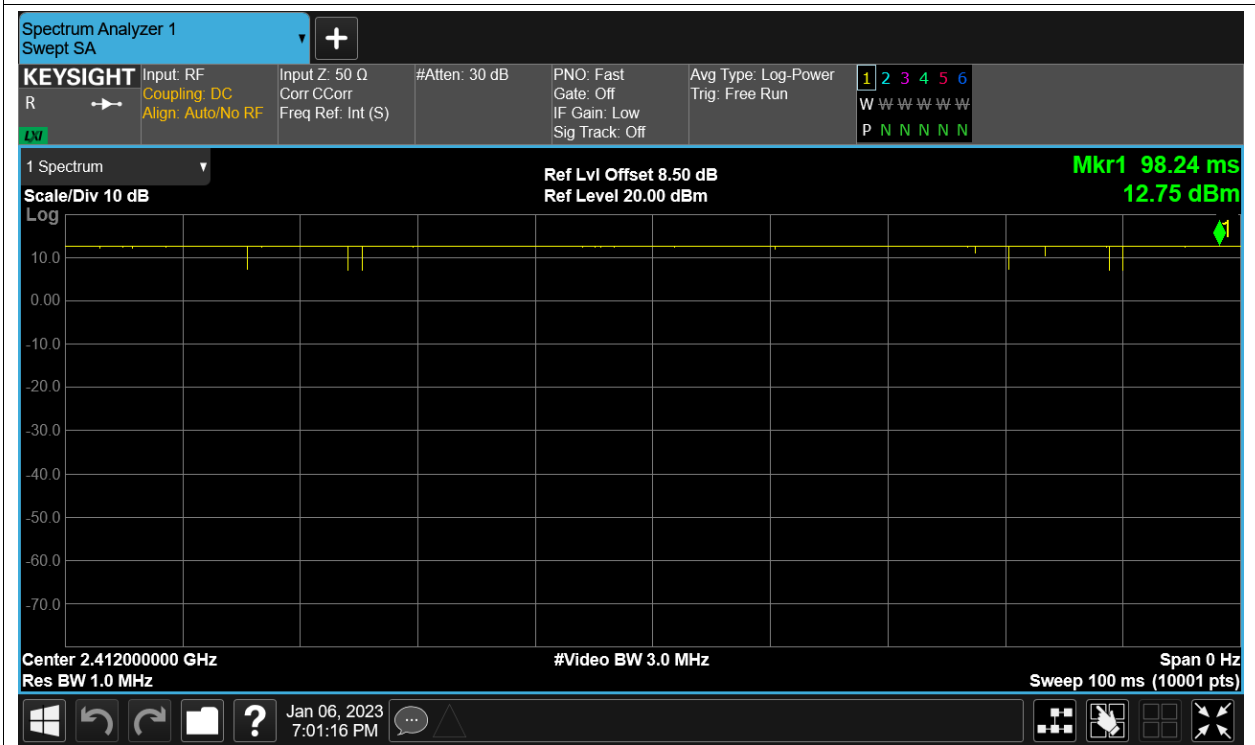 Spectrum Analyzer 1
Swept SA
KEYSIGHT
R
LXI
Input: RF
Coupling: DC
Align: Auto/No RF
Input Z: 50 Ω
Corr CCorr
Freq Ref: Int (S)
#Atten: 30 dB
PNO: Fast
Gate: Off
IF Gain: Low
Sig Track: Off
Avg Type: Log-Power
Trig: Free Run
1 2 3 4 5 6
W W W W W W
P N N N N N
1 Spectrum
Scale/Div 10 dB
Ref Lvl Offset 8.50 dB
Ref Level 20.00 dBm
Mkr1 98.24 ms
12.75 dBm
Log
1
10.0
0.00
-10.0
-20.0
-30.0
-40.0
-50.0
-60.0
-70.0
Center 2.412000000 GHz
Res BW 1.0 MHz
#Video BW 3.0 MHz
Span 0 Hz
Sweep 100 ms (10001 pts)
?
Jan 06, 2023
7:01:16 PM